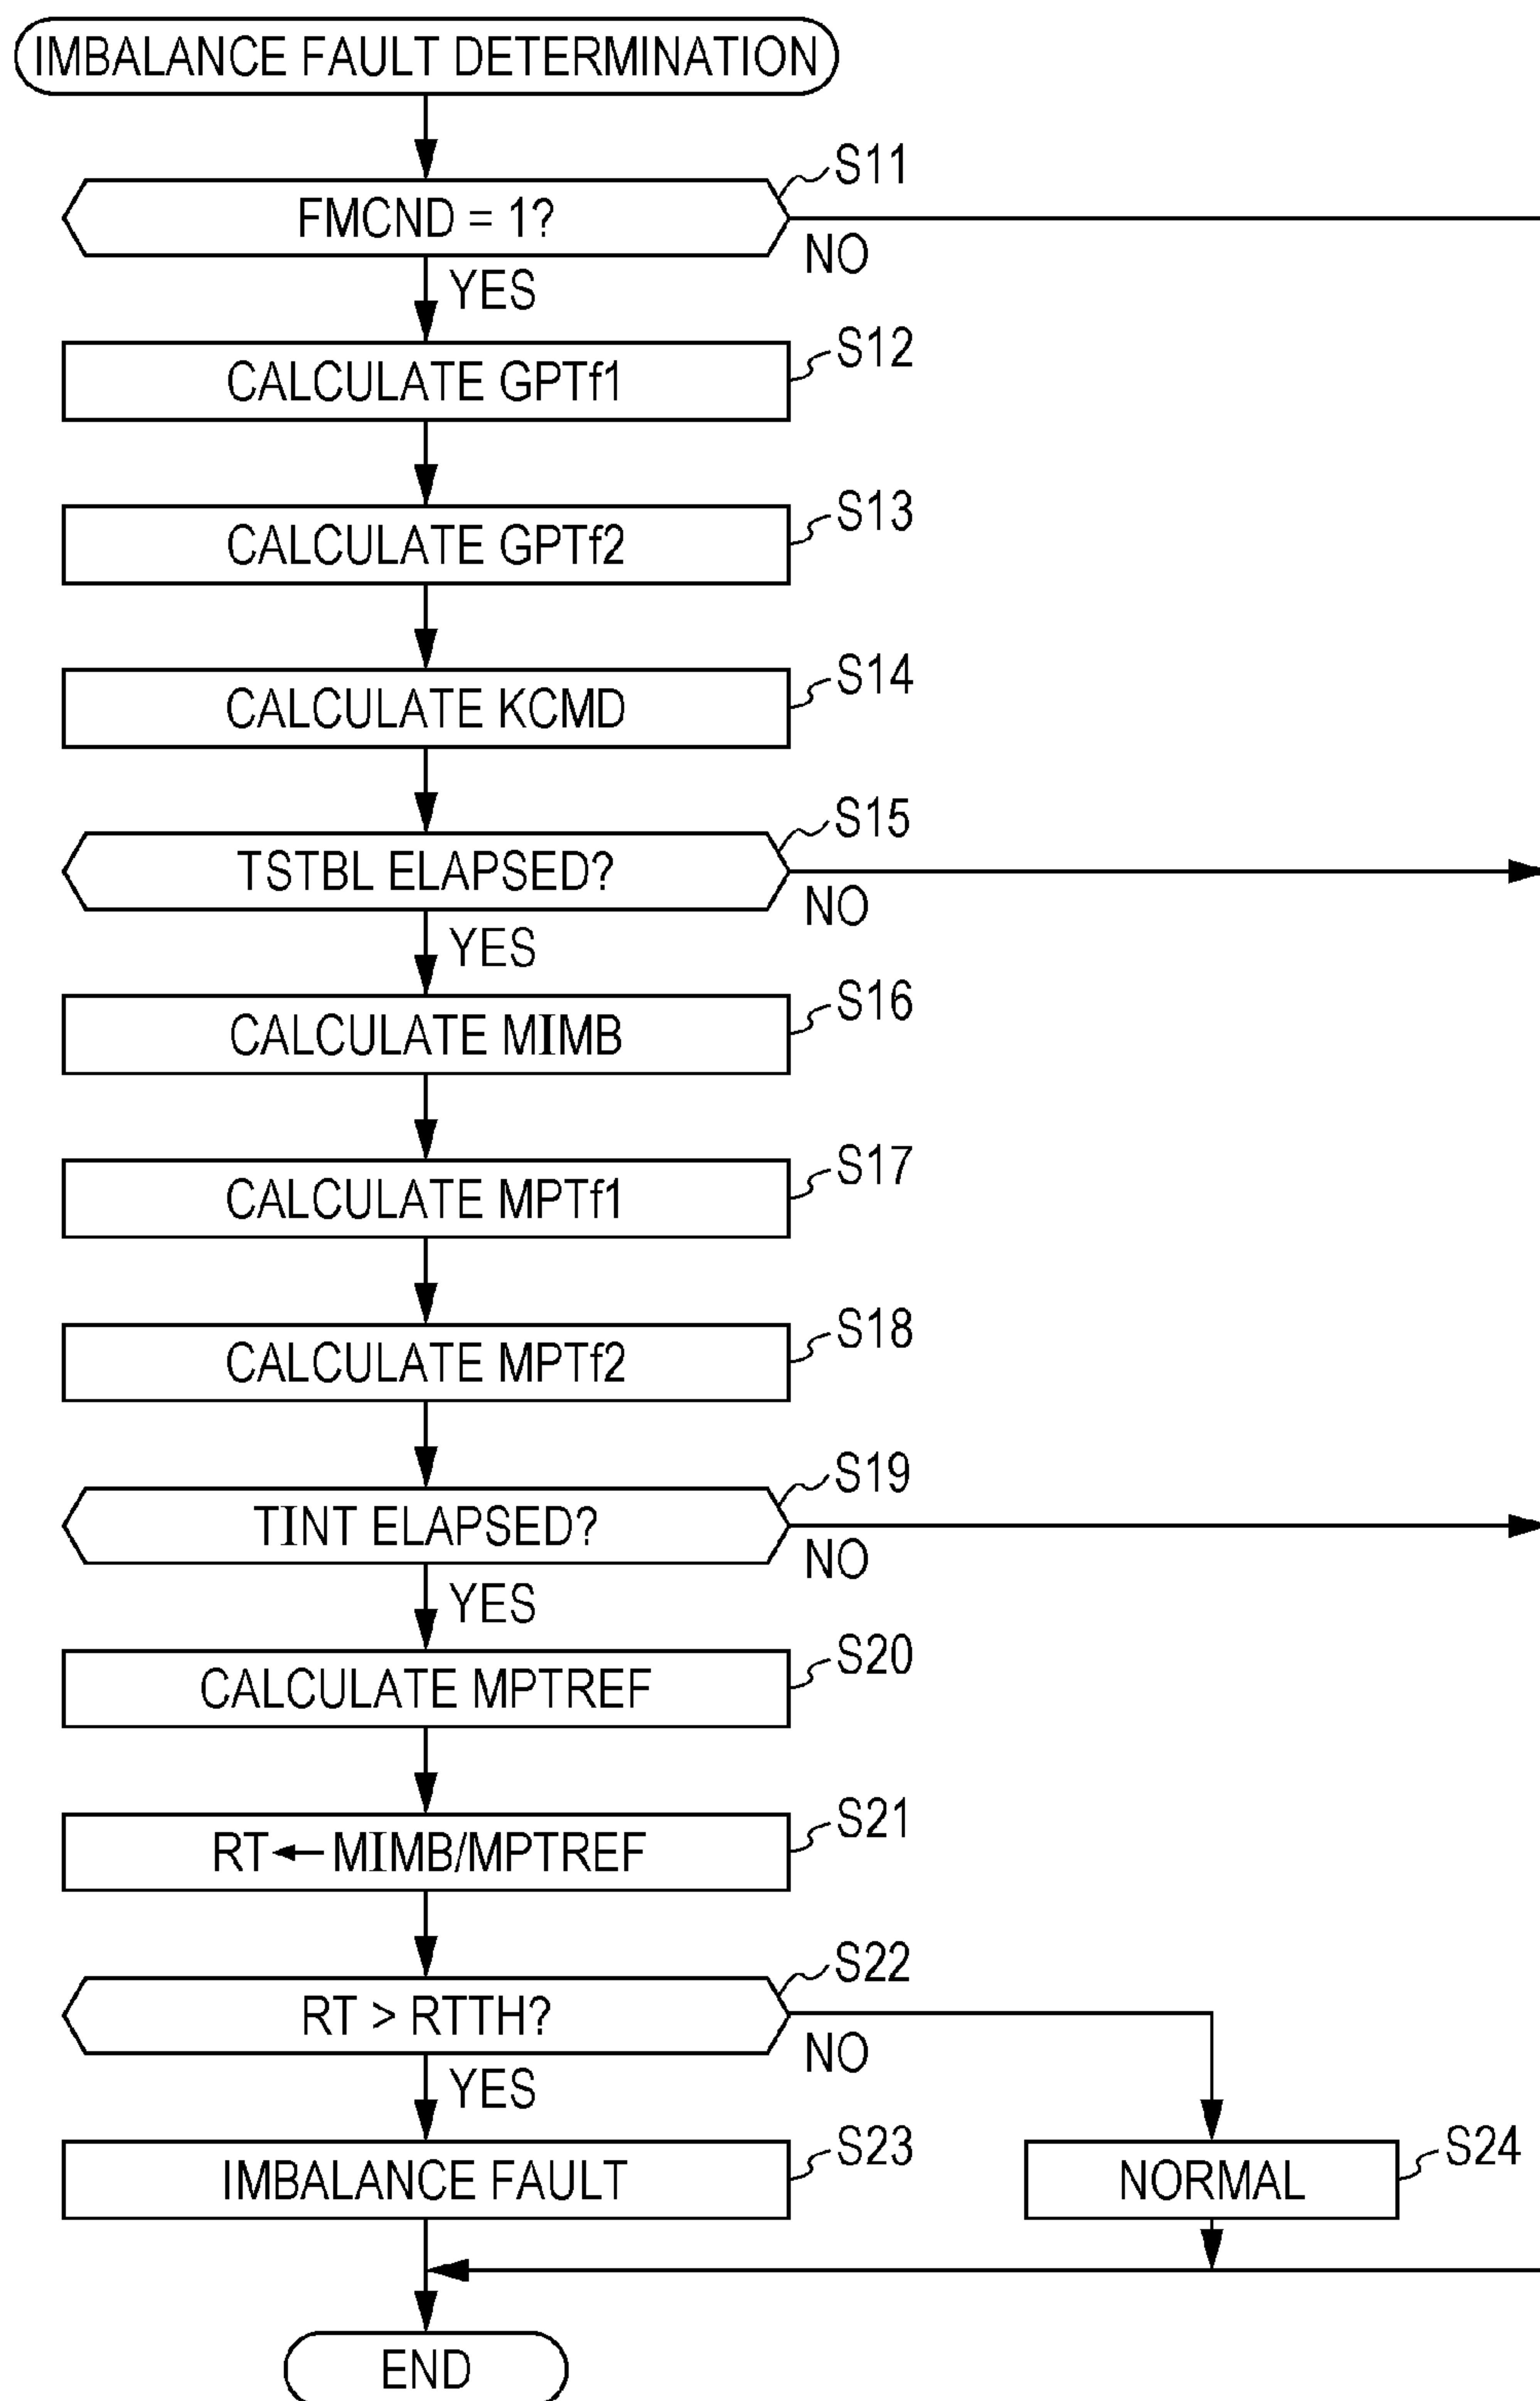 IMBALANCE FAULT DETERMINATION
S11
FMCND = 1?
NO
YES
S12
CALCULATE GPTf1
S13
CALCULATE GPTf2
S14
CALCULATE KCMD
S15
TSTBL ELAPSED?
NO
YES
S16
CALCULATE MIMB
S17
CALCULATE MPTf1
S18
CALCULATE MPTf2
S19
TINT ELAPSED?
NO
YES
S20
CALCULATE MPTREF
S21
RT ← MIMB/MPTREF
S22
RT > RTTH?
NO
YES
S23
IMBALANCE FAULT
S24
NORMAL
END